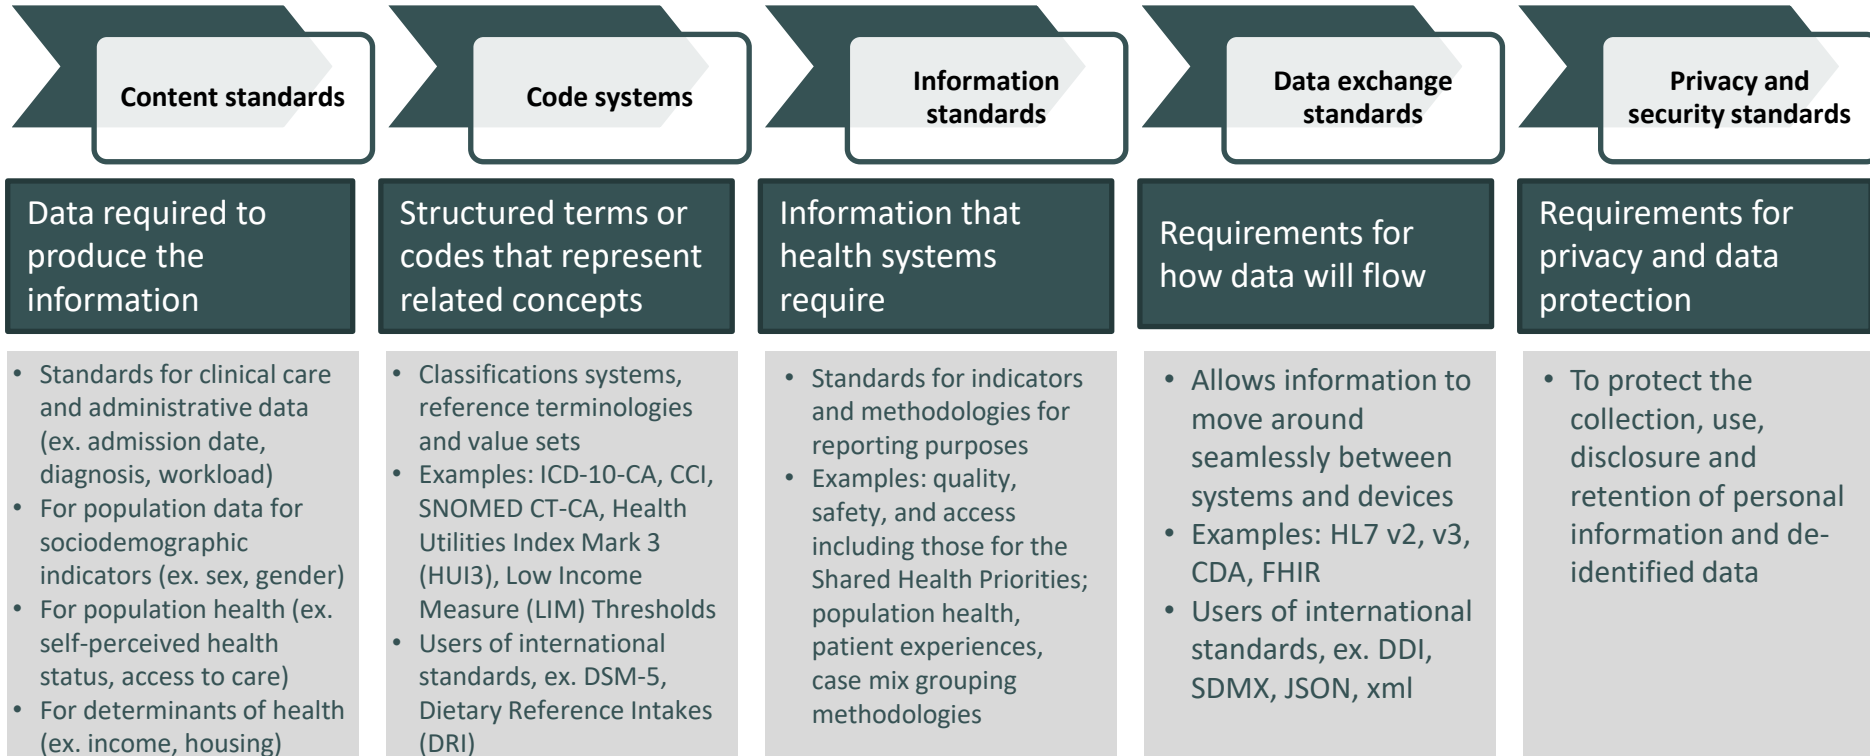 Content standards
Data required to
produce the
information
• Standards for clinical care
and administrative data
(ex. admission date,
diagnosis, workload)
• For population data for
sociodemographic
indicators (ex. sex, gender)
• For population health (ex.
self-perceived health
status, access to care)
• For determinants of health
(ex. income, housing)
Code systems
Structured terms or
codes that represent
related concepts
• Classifications systems,
reference terminologies
and value sets
• Examples: ICD-10-CA, CCI,
SNOMED CT-CA, Health
Utilities Index Mark 3
(HUI3), Low Income
Measure (LIM) Thresholds
• Users of international
standards, ex. DSM-5,
Dietary Reference Intakes
(DRI)
Information
standards
Information that
health systems
require
• Standards for indicators
and methodologies for
reporting purposes
• Examples: quality,
safety, and access
including those for the
Shared Health Priorities;
population health,
patient experiences,
case mix grouping
methodologies
Data exchange
standards
Requirements for
how data will flow
• Allows information to
move around
seamlessly between
systems and devices
• Examples: HL7 v2, v3,
CDA, FHIR
• Users of international
standards, ex. DDI,
SDMX, JSON, xml
Privacy and
security standards
Requirements for
privacy and data
protection
• To protect the
collection, use,
disclosure and
retention of personal
information and de-
identified data